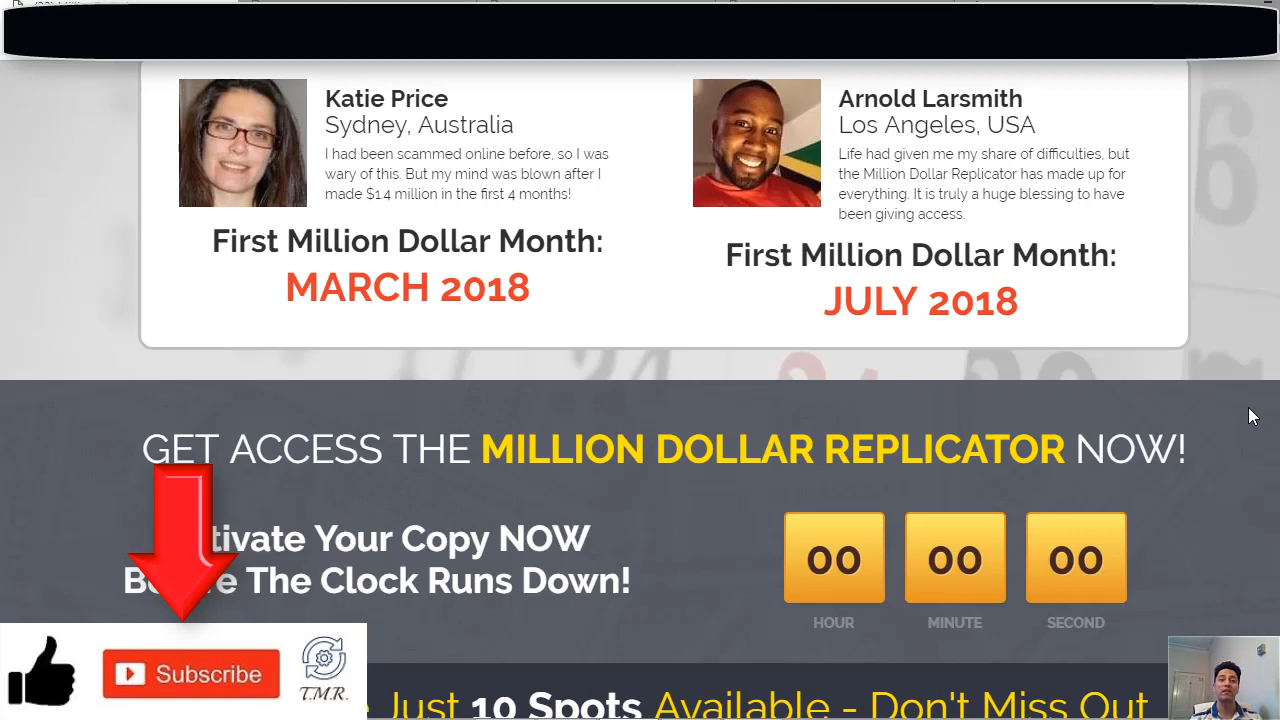 Katie Price
Sydney, Australia
I had been scammed online before, so I was
wary of this. But my mind was blown after I
made $1.4 million in the first 4 months!
First Million Dollar Month:
MARCH 2018
Arnold Larsmith
Los Angeles, USA
Life had given me my share of difficulties, but
the Million Dollar Replicator has made up for
everything. It is truly a huge blessing to have
been giving access.
First Million Dollar Month:
JULY 2018
GET ACCESS THE MILLION DOLLAR REPLICATOR NOW!
Your Copy NOW
The Clock Runs Down!
00 00 00
HOUR MINUTE SECOND
Subscribe
T.M.R.
Just 10 Spots Available - Don't Miss Out